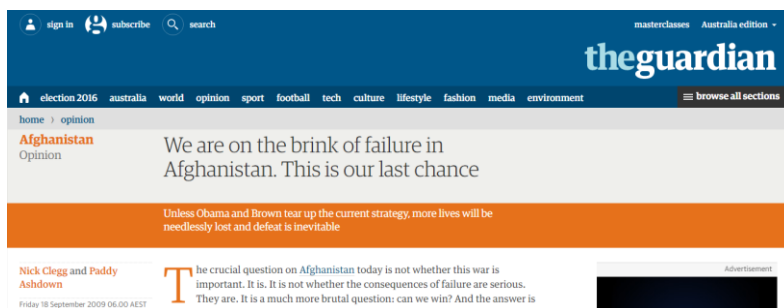 sign in subscribe search masterclasses Australia edition
theguardian
election 2016 australia world opinion sport football tech culture lifestyle fashion media environment browse all sections
home › opinion
Afghanistan
Opinion
We are on the brink of failure in
Afghanistan. This is our last chance
Unless Obama and Brown tear up the current strategy, more lives will be
needlessly lost and defeat is inevitable
Nick Clegg and Paddy
Ashdown
Friday 18 September 2009 06.00 AEST
The crucial question on Afghanistan today is not whether this war is
important. It is. It is not whether the consequences of failure are serious.
They are. It is a much more brutal question: can we win? And the answer is
Advertisement